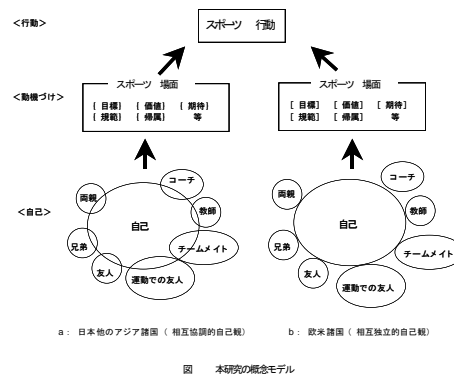 ＜行動＞
スポーツ 行動
＜動機づけ＞
スポーツ 場面
{ 目標} { 価値} { 期待}
{ 規範} { 帰属} 等
スポーツ 場面
[ 目標] [ 価値] [ 期待]
[ 規範] [ 帰属] 等
＜自己＞
コーチ
両親
教師
自己
兄弟
チームメイト
友人
運動での友人
コーチ
両親
教師
自己
兄弟
チームメイト
友人
運動での友人
a： 日本他のアジア諸国（ 相互協調的自己観）
b： 欧米諸国（ 相互独立的自己観）
図 本研究の概念モデル